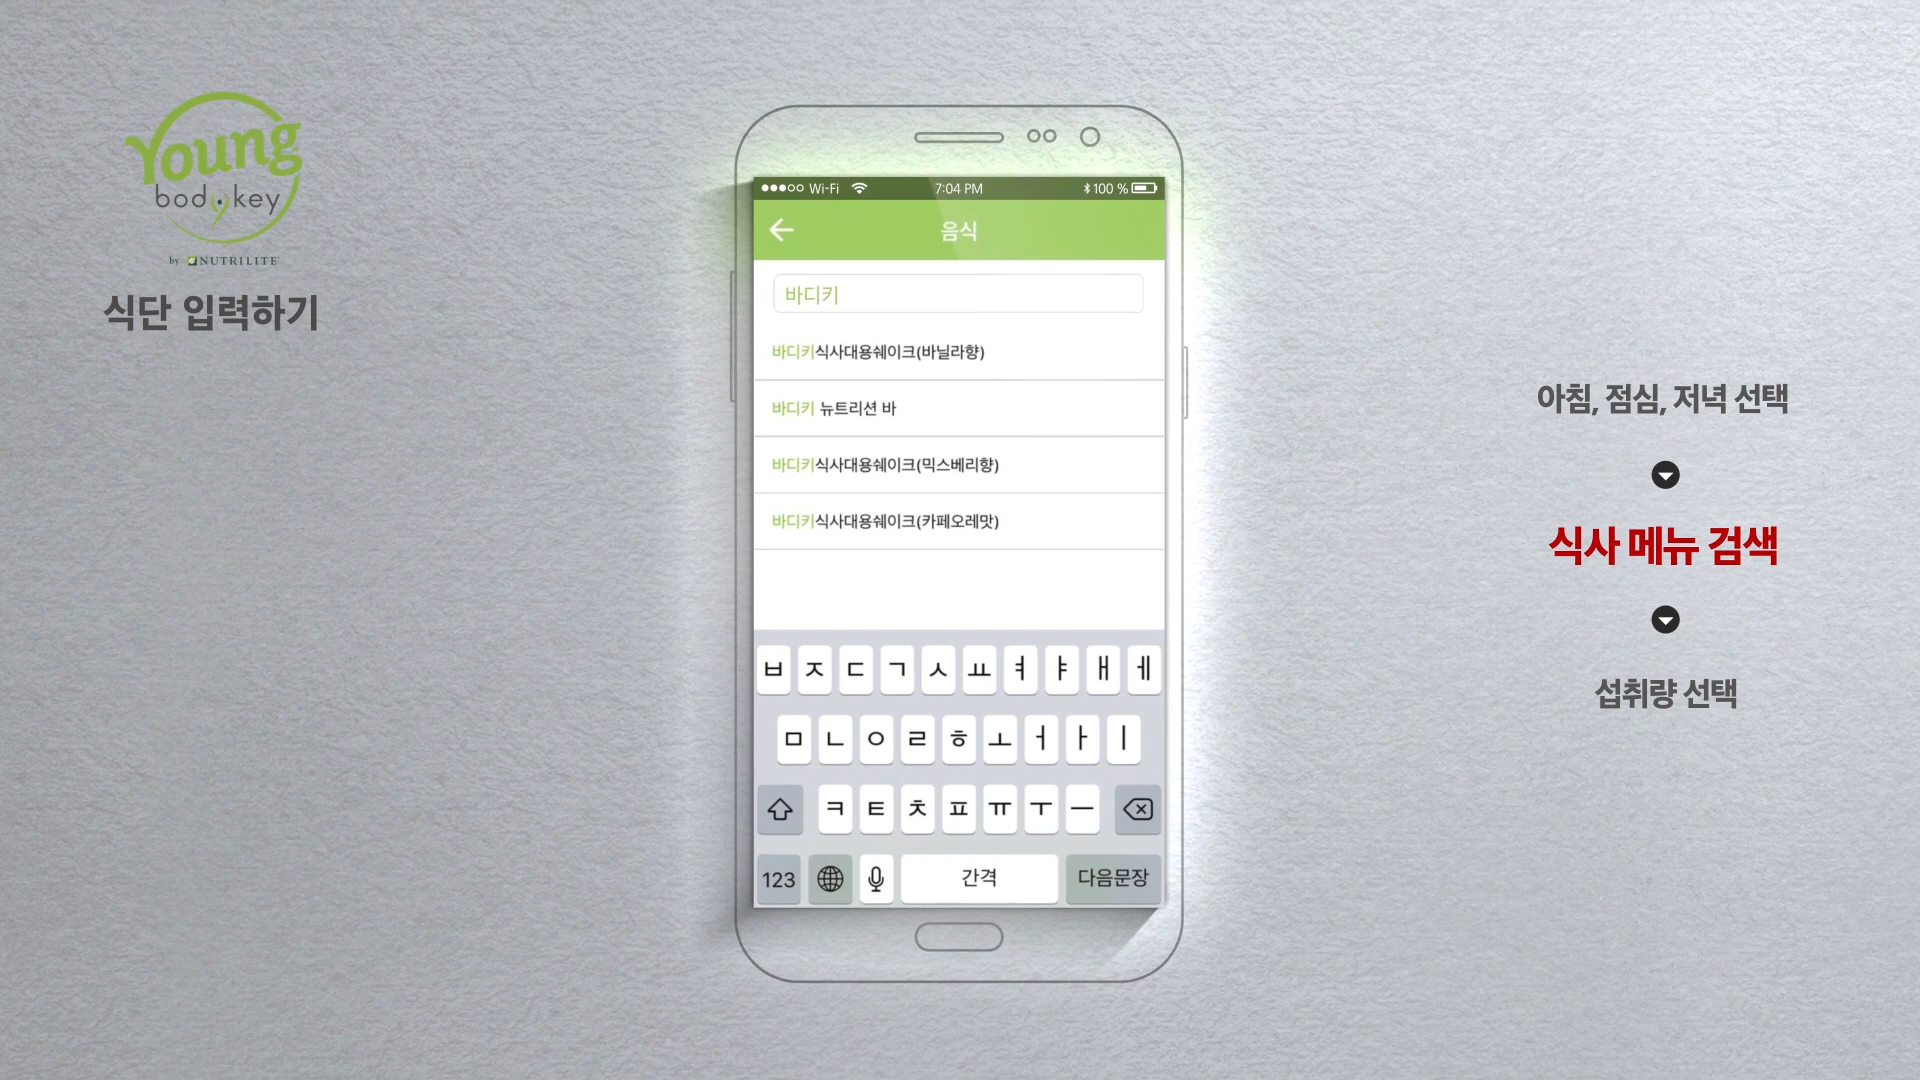 Young
bodykey
by NUTRILITE
식단 입력하기
Wi-Fi 7:04 PM 100 %
음식
바디키
바디키식사대용쉐이크(바닐라향)
바디키 뉴트리션 바
바디키식사대용쉐이크(믹스베리향)
바디키식사대용쉐이크(카페오레맛)
ㅂ ㅈ ㄷ ㄱ ㅅ ㅛ ㅕ ㅑ ㅐ ㅔ
ㅁ ㄴ ㅇ ㄹ ㅎ ㅗ ㅓ ㅏ ㅣ
ㅋ ㅌ ㅊ ㅍ ㅠ ㅜ ㅡ
123 간격 다음문장
아침, 점심, 저녁 선택
식사 메뉴 검색
섭취량 선택